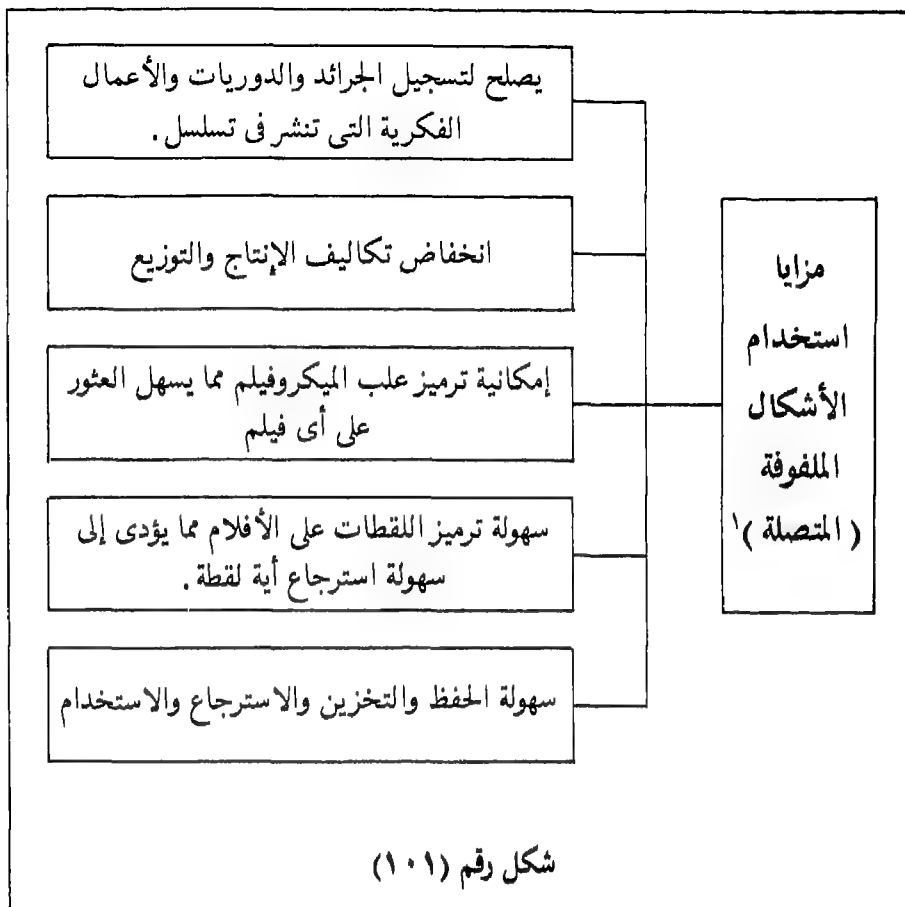 مزايا
استخدام
الأشكال
الملفوفة
( المتصلة )١
يصلح لتسجيل الجرائد والدوريات والأعمال
الفكرية التى تنشر فى تسلسل .
انخفاض تكاليف الإنتاج والتوزيع
إمكانية ترميز علب الميكروفيلم مما يسهل العثور
على أى فيلم
سهولة ترميز اللقطات على الأفلام مما يؤدى إلى
سهولة استرجاع أية لقطة .
سهولة الحفظ والتخزين والاسترجاع والاستخدام
شكل رقم (١٠١)